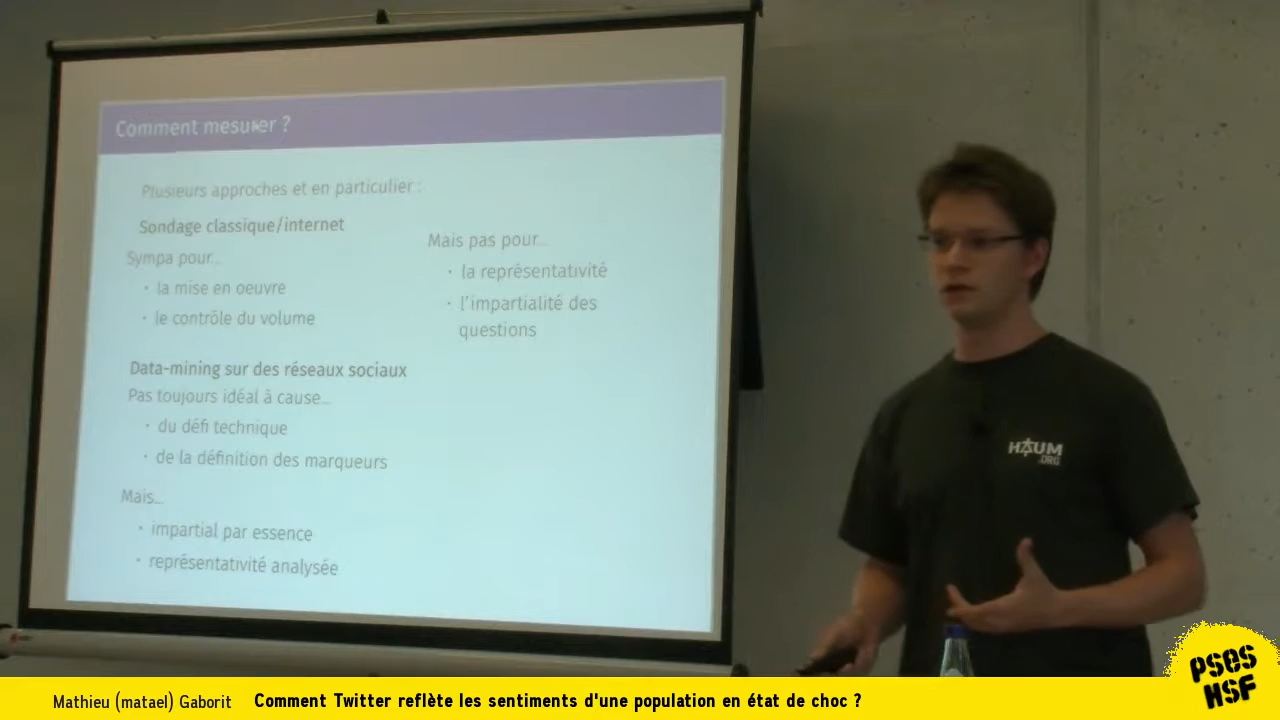 Comment mesurer ?
Plusieurs approches et en particulier :
Sondage classique/internet
Sympa pour...
· la mise en oeuvre
· le contrôle du volume
Mais pas pour...
· la représentativité
· l'impartialité des
questions
Data-mining sur des réseaux sociaux
Pas toujours idéal à cause...
· du défi technique
· de la définition des marqueurs
Mais...
· impartial par essence
· représentativité analysée
HAUM
.ORG
PSES
HSF
Mathieu (matael) Gaborit Comment Twitter reflète les sentiments d'une population en état de choc ?